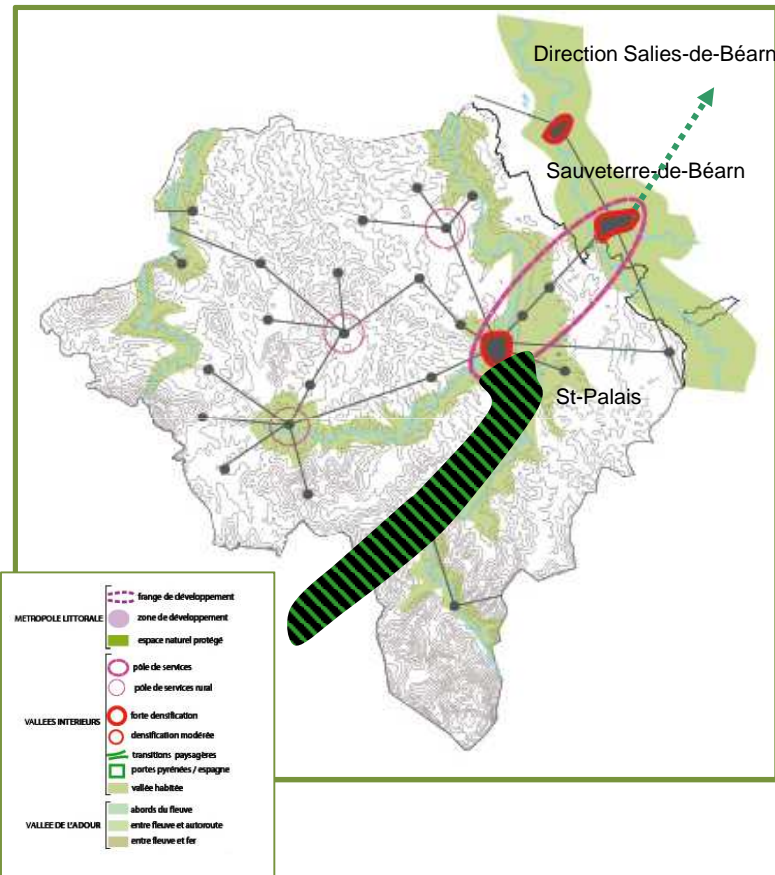 Direction Salies-de-Béarn
Sauveterre-de-Béarn
St-Palais
METROPOLE LITTORALE
frange de développement
zone de développement
espace naturel protégé
VALLEES INTERIEURS
pôle de services
pôle de services rural
forte densification
densification modérée
transitions paysagères
portes pyrénées / espagne
vallée habitée
VALLEE DE L'ADOUR
abords du fleuve
entre fleuve et autoroute
entre fleuve et fer